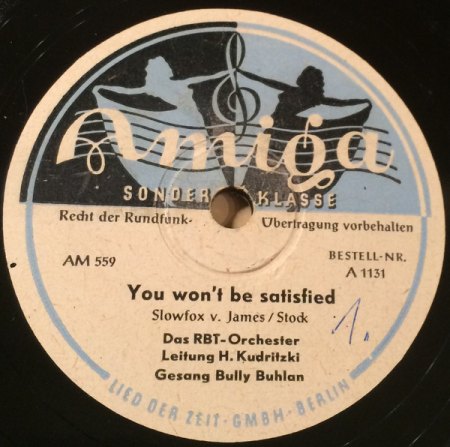 Amiga
SONDER KLASSE
Recht der Rundfunk- Übertragung vorbehalten
AM 559
BESTELL-NR.
A 1131
You won't be satisfied
Slowfox v. James/Stock
Das RBT-Orchester
Leitung H. Kudritzki
Gesang Bully Buhlan
1.
LIED DER ZEIT · GMBH · BERLIN